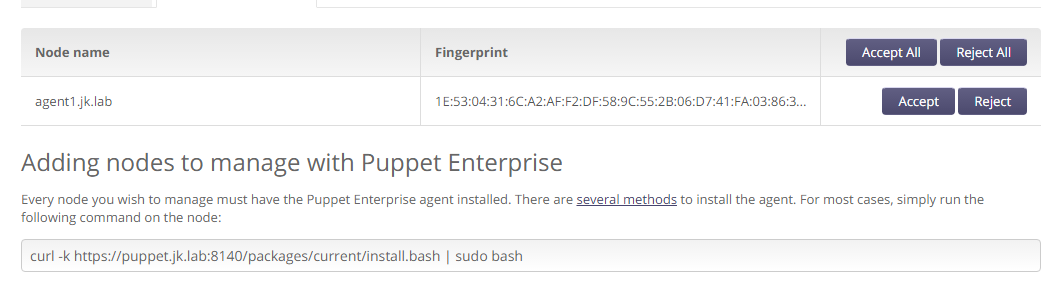 Node name Fingerprint Accept All Reject All
agent1.jk.lab 1E:53:04:31:6C:A2:AF:F2:DF:58:9C:55:2B:06:D7:41:FA:03:86:3... Accept Reject
Adding nodes to manage with Puppet Enterprise
Every node you wish to manage must have the Puppet Enterprise agent installed. There are several methods to install the agent. For most cases, simply run the
following command on the node:
curl -k https://puppet.jk.lab:8140/packages/current/install.bash | sudo bash